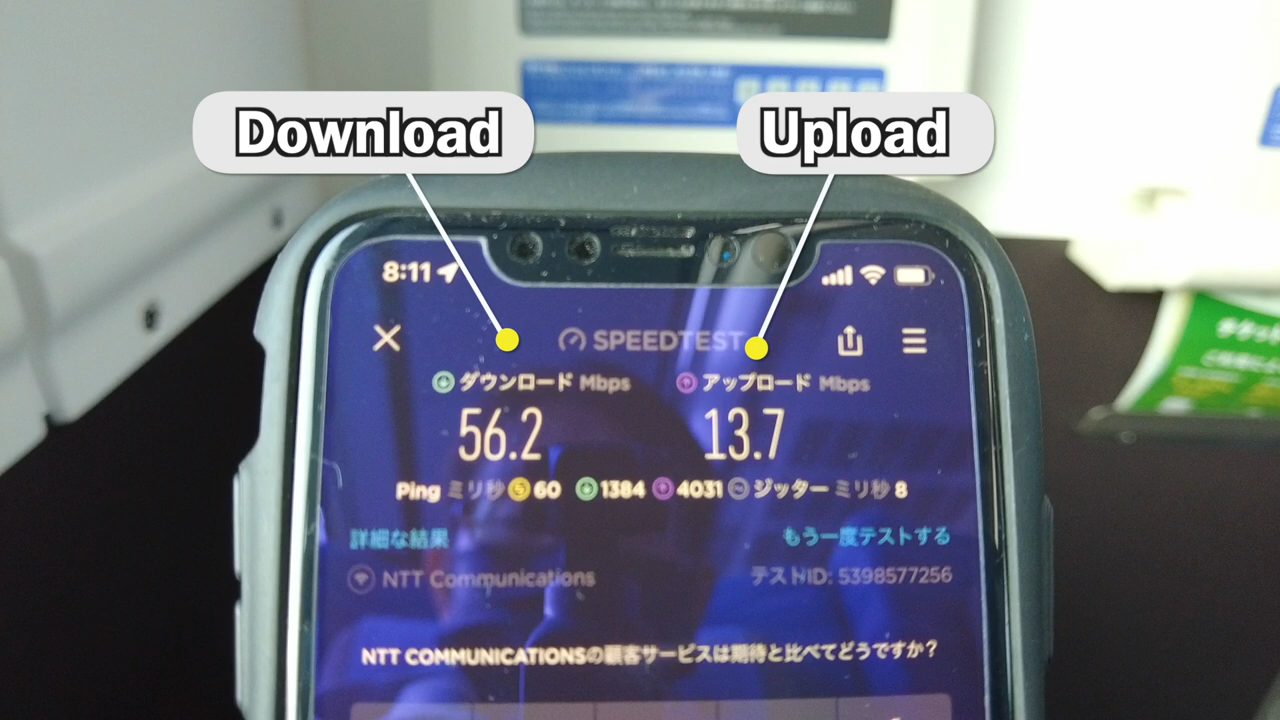 Download
Upload
8:11
SPEEDTEST
ダウンロード Mbps
アップロード Mbps
56.2
13.7
Ping ミリ秒 60 1384 4031 ジッター ミリ秒 8
詳細な結果
もう一度テストする
NTT Communications
テストID: 5398577256
NTT COMMUNICATIONSの顧客サービスは期待と比べてどうですか?